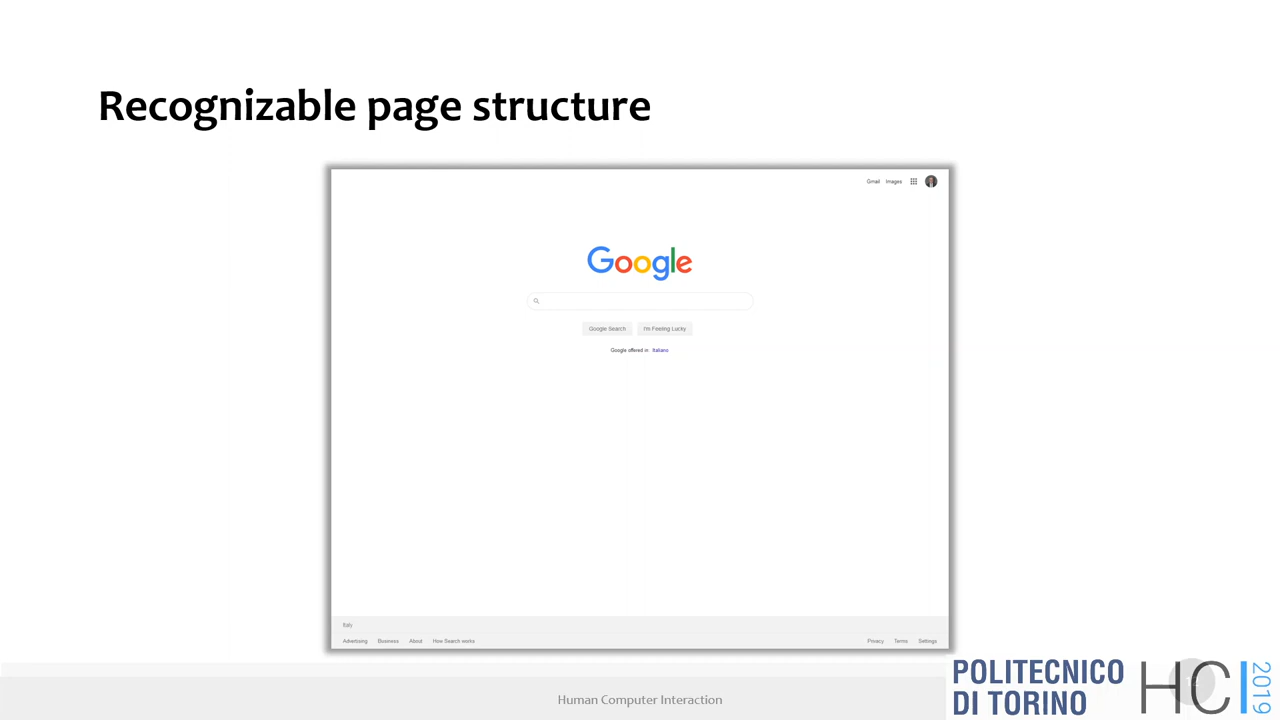 Recognizable page structure
Gmail Images
Google
Google Search I'm Feeling Lucky
Google offered in Italiano
Italy
Advertising Business About How Search works Privacy Terms Settings
Human Computer Interaction
POLITECNICO
DI TORINO
HCI
2019